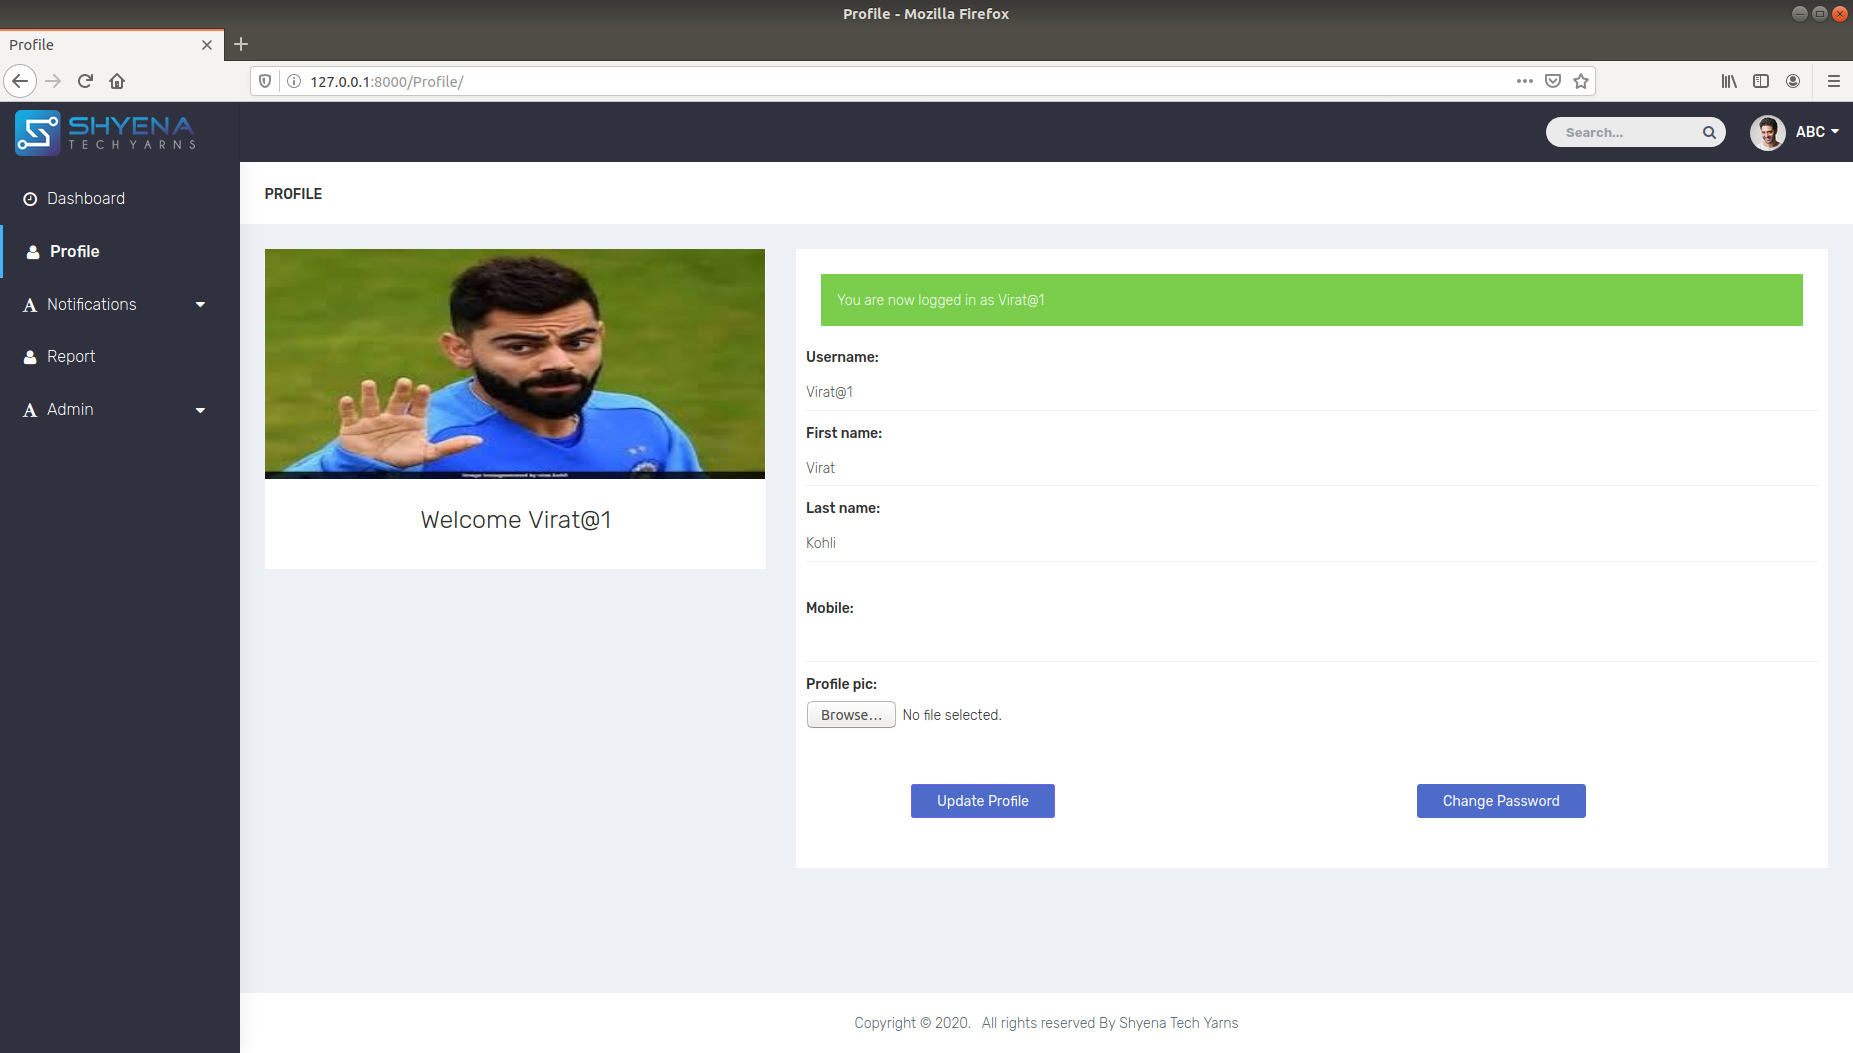 Profile - Mozilla Firefox
Profile
127.0.0.1:8000/Profile/
SHYENA
TECH YARNS
Search...
ABC
Dashboard
Profile
Notifications
Report
Admin
PROFILE
Welcome Virat@1
You are now logged in as Virat@1
Username:
Virat@1
First name:
Virat
Last name:
Kohli
Mobile:
Profile pic:
Browse... No file selected.
Update Profile
Change Password
Copyright © 2020. All rights reserved By Shyena Tech Yarns